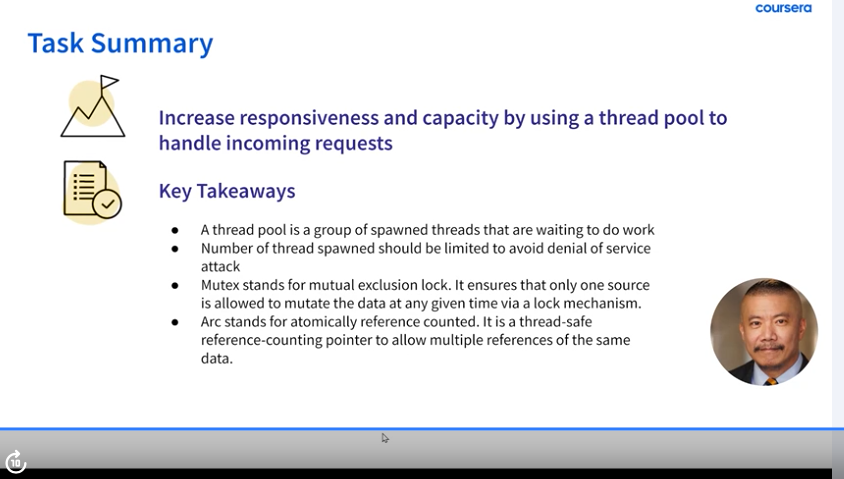 coursera
Task Summary
Increase responsiveness and capacity by using a thread pool to
handle incoming requests
Key Takeaways
● A thread pool is a group of spawned threads that are waiting to do work
● Number of thread spawned should be limited to avoid denial of service
attack
● Mutex stands for mutual exclusion lock. It ensures that only one source
is allowed to mutate the data at any given time via a lock mechanism.
● Arc stands for atomically reference counted. It is a thread-safe
reference-counting pointer to allow multiple references of the same
data.
10